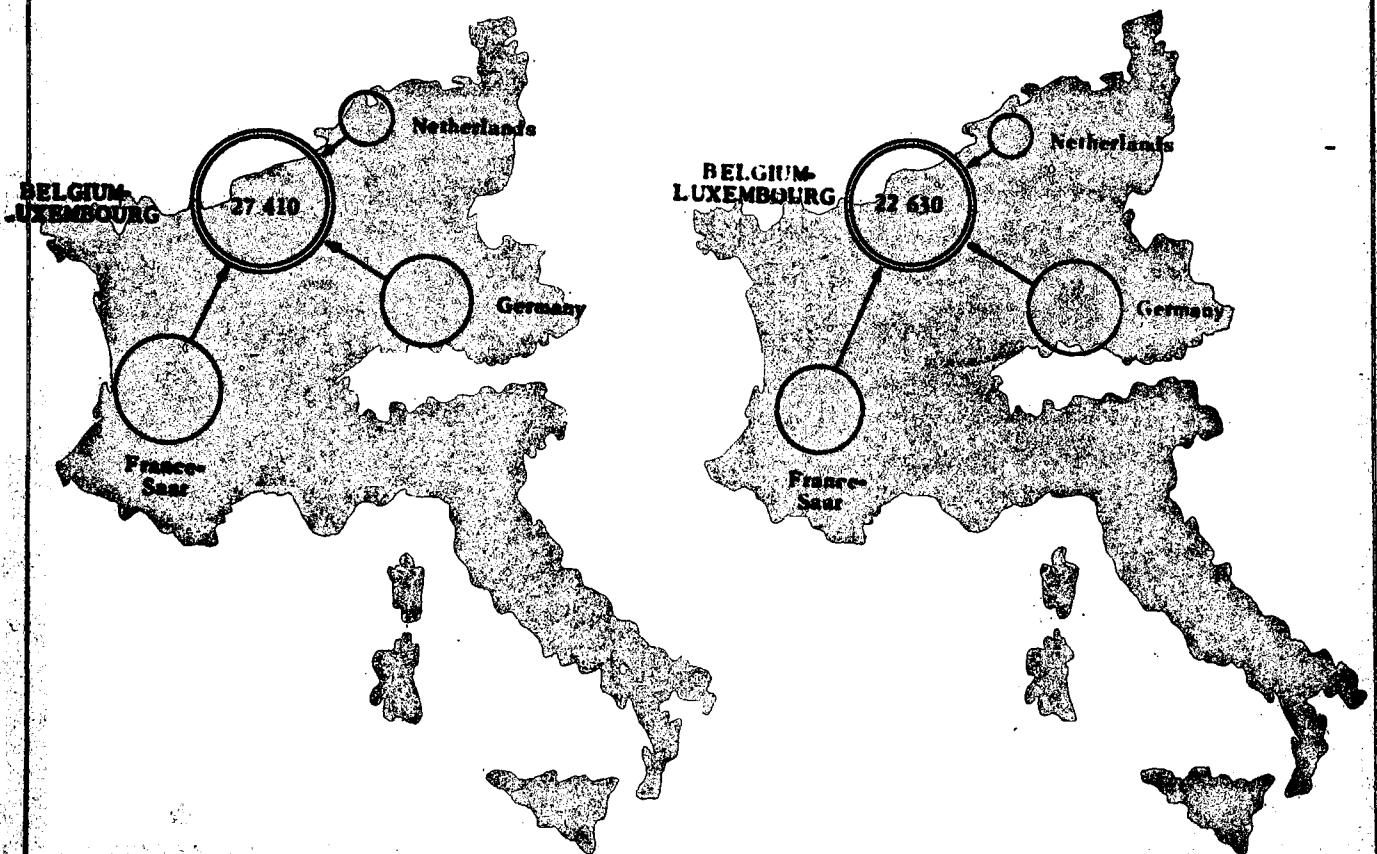 Netherlands
BELGIUM-
LUXEMBOURG
27 410
Germany
France-
Saar
Netherlands
BELGIUM-
LUXEMBOURG
22 630
Germany
France-
Saar